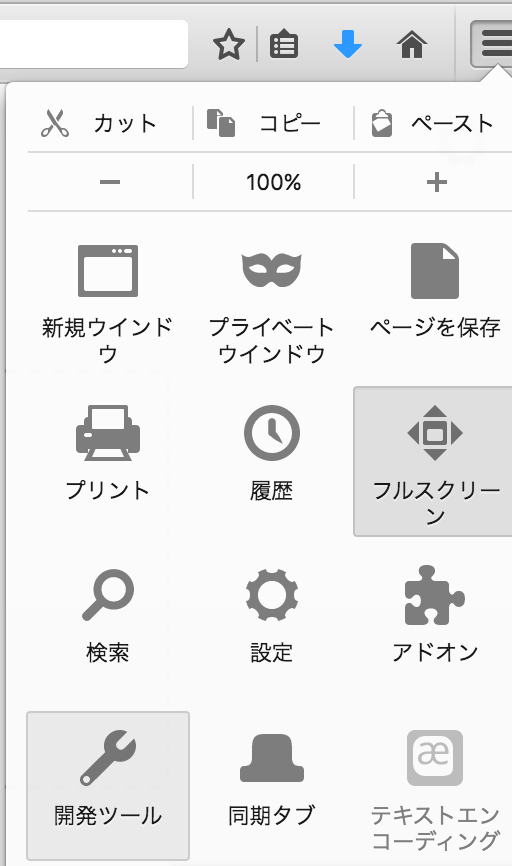 カット
コピー
ペースト
100%
新規ウインド
ウ
プライベート
ウインドウ
ページを保存
プリント
履歴
フルスクリー
ン
検索
設定
アドオン
開発ツール
同期タブ
æ
テキストエン
コーディング